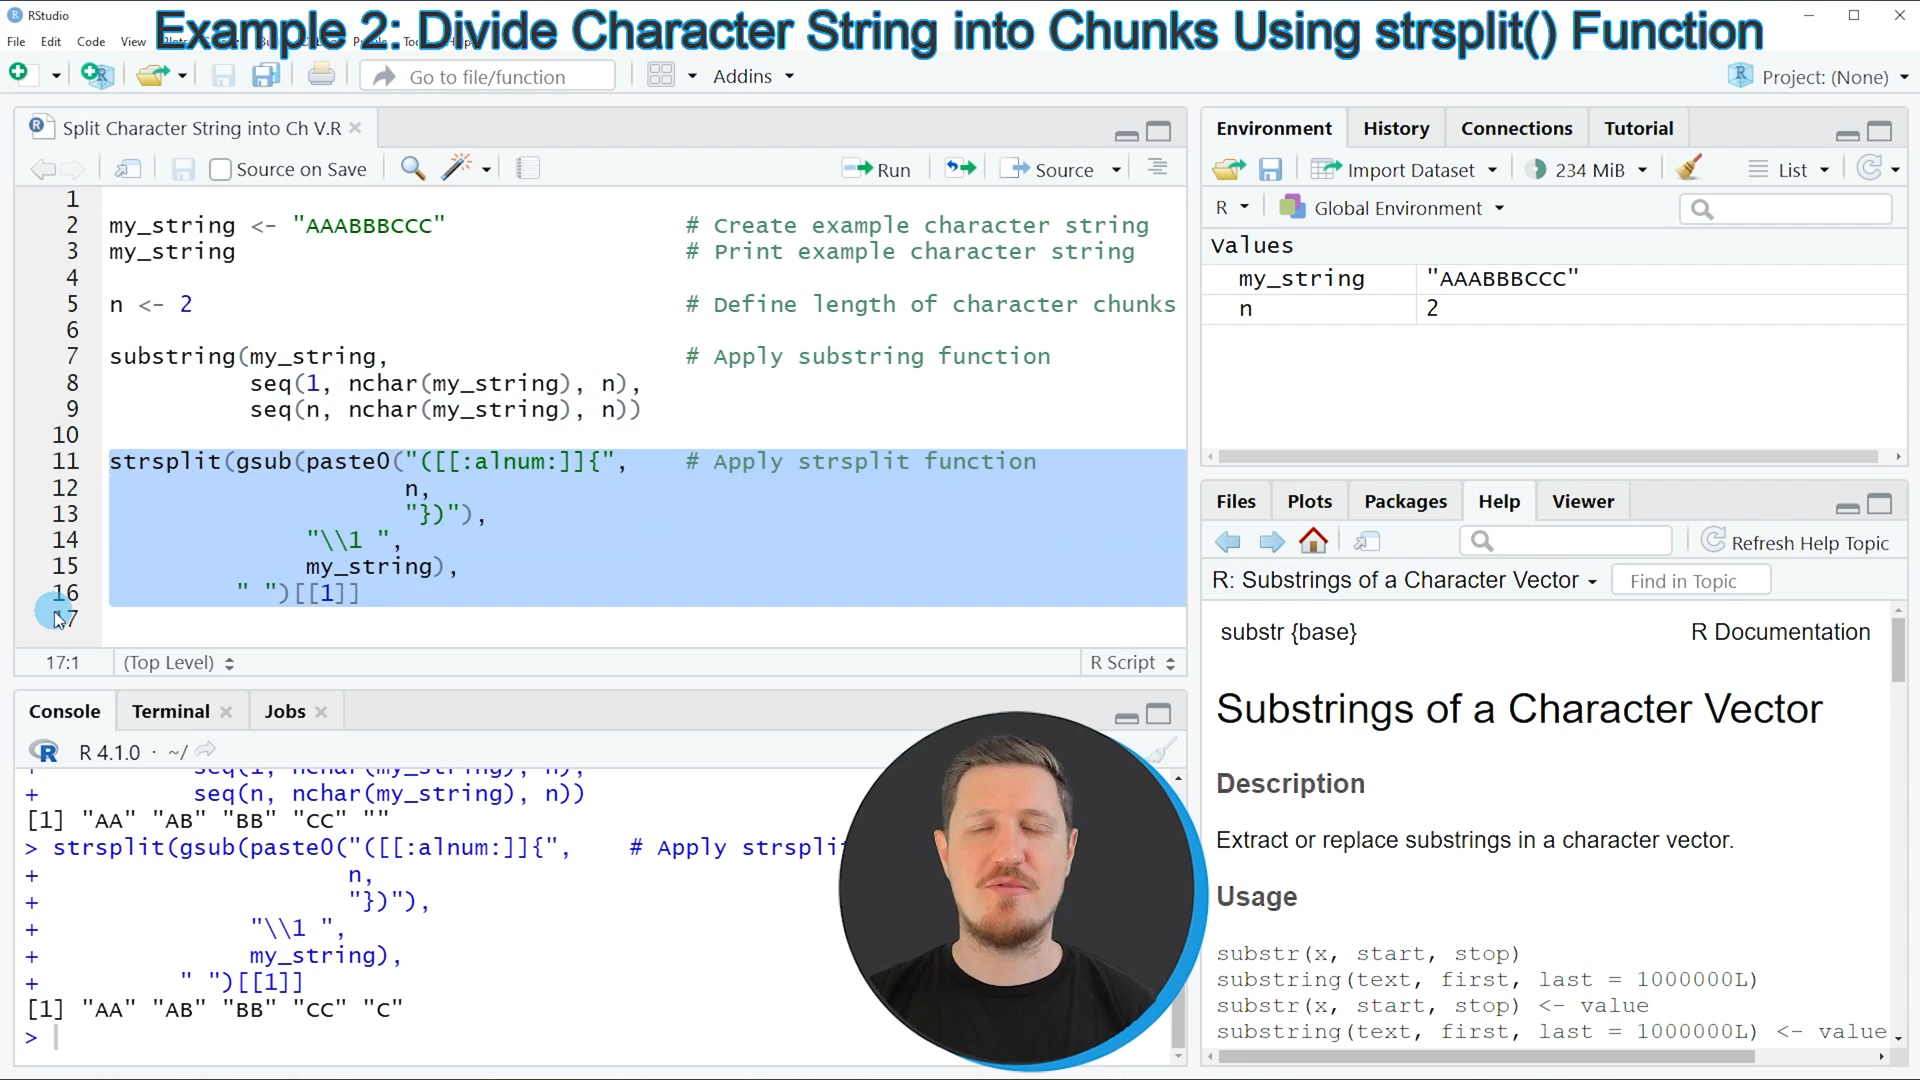 RStudio
Example 2: Divide Character String into Chunks Using strsplit() Function
File Edit Code View
Go to file/function
Addins
Project: (None)
Split Character String into Ch V.R
Source on Save
Run
Source
1
2 my_string <- "AAABBBCCC" # Create example character string
3 my_string # Print example character string
4
5 n <- 2 # Define length of character chunks
6
7 substring(my_string, # Apply substring function
8 seq(1, nchar(my_string), n),
9 seq(n, nchar(my_string), n))
10
11 strsplit(gsub(paste0("([[:alnum:]]{", # Apply strsplit function
12 n,
13 "})"),
14 "\\1 ",
15 my_string),
16 " ")[[1]]
17
17:1 (Top Level) R Script
Console Terminal Jobs
R 4.1.0 · ~/
+ seq(1, nchar(my_string), n),
+ seq(n, nchar(my_string), n))
[1] "AA" "AB" "BB" "CC" ""
> strsplit(gsub(paste0("([[:alnum:]]{", # Apply strspli
+ n,
+ "})"),
+ "\\1 ",
+ my_string),
+ " ")[[1]]
[1] "AA" "AB" "BB" "CC" "C"
>
Environment History Connections Tutorial
Import Dataset 234 MiB List
R Global Environment
Values
my_string "AAABBBCCC"
n 2
Files Plots Packages Help Viewer
Refresh Help Topic
R: Substrings of a Character Vector Find in Topic
substr {base} R Documentation
Substrings of a Character Vector
Description
Extract or replace substrings in a character vector.
Usage
substr(x, start, stop)
substring(text, first, last = 1000000L)
substr(x, start, stop) <- value
substring(text, first, last = 1000000L) <- value